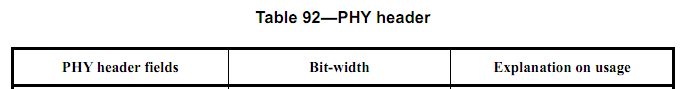 Table 92—PHY header
PHY header fields Bit-width Explanation on usage